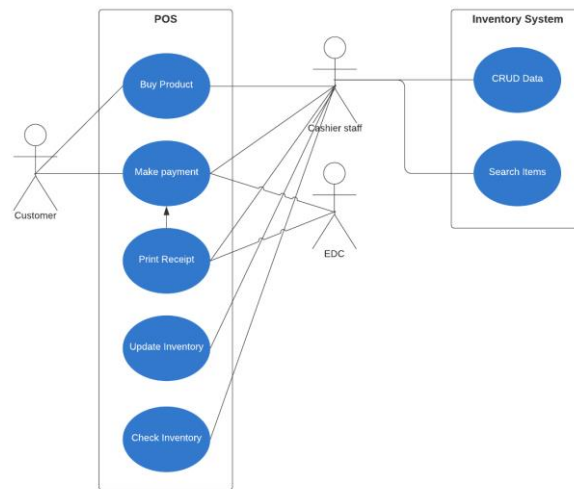 POS
Inventory System
Buy Product
CRUD Data
Cashier staff
Make payment
Search Items
Customer
Print Receipt
EDC
Update Inventory
Check Inventory